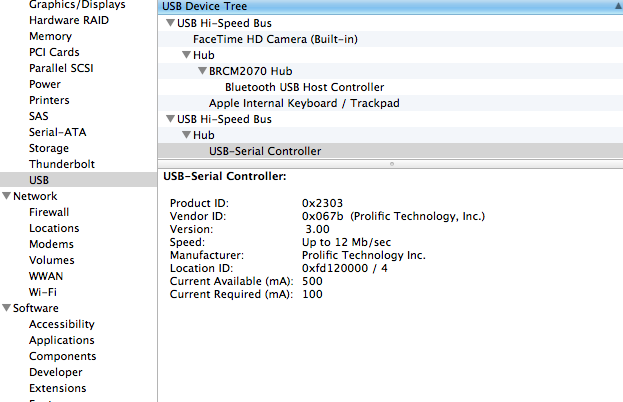 Graphics/Displays
Hardware RAID
Memory
PCI Cards
Parallel SCSI
Power
Printers
SAS
Serial-ATA
Storage
Thunderbolt
USB
Network
Firewall
Locations
Modems
Volumes
WWAN
Wi-Fi
Software
Accessibility
Applications
Components
Developer
Extensions
USB Device Tree
USB Hi-Speed Bus
FaceTime HD Camera (Built-in)
Hub
BRCM2070 Hub
Bluetooth USB Host Controller
Apple Internal Keyboard / Trackpad
USB Hi-Speed Bus
Hub
USB-Serial Controller
USB-Serial Controller:
Product ID: 0x2303
Vendor ID: 0x067b (Prolific Technology, Inc.)
Version: 3.00
Speed: Up to 12 Mb/sec
Manufacturer: Prolific Technology Inc.
Location ID: 0xfd120000 / 4
Current Available (mA): 500
Current Required (mA): 100